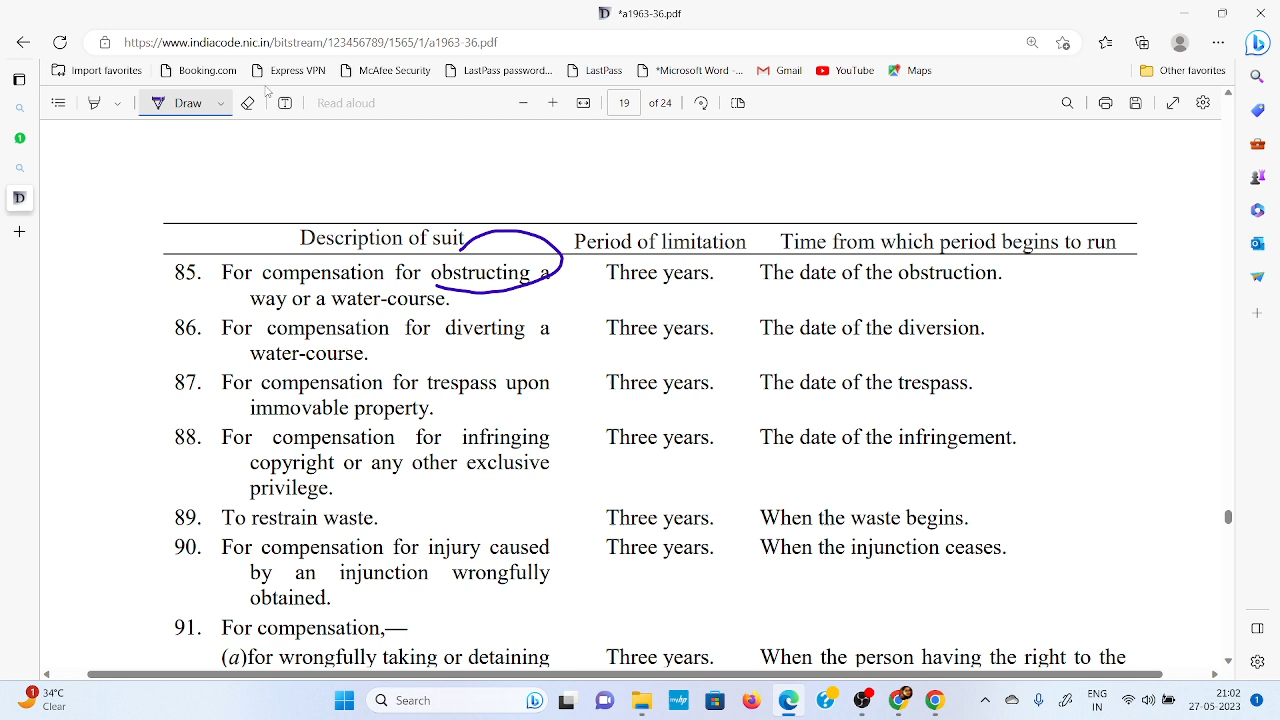 *a1963-36.pdf
https://www.indiacode.nic.in/bitstream/123456789/1565/1/a1963-36.pdf
Import favorites
Booking.com
Express VPN
McAfee Security
LastPass password...
LastPass
*Microsoft Word -...
Gmail
YouTube
Maps
Other favorites
Draw
Read aloud
19 of 24
Description of suit Period of limitation Time from which period begins to run
85. For compensation for obstructing a Three years. The date of the obstruction.
way or a water-course.
86. For compensation for diverting a Three years. The date of the diversion.
water-course.
87. For compensation for trespass upon Three years. The date of the trespass.
immovable property.
88. For compensation for infringing Three years. The date of the infringement.
copyright or any other exclusive
privilege.
89. To restrain waste. Three years. When the waste begins.
90. For compensation for injury caused Three years. When the injunction ceases.
by an injunction wrongfully
obtained.
91. For compensation,—
(a)for wrongfully taking or detaining Three years. When the person having the right to the
1
34°C
Clear
Search
ENG
IN
21:02
27-05-2023
1